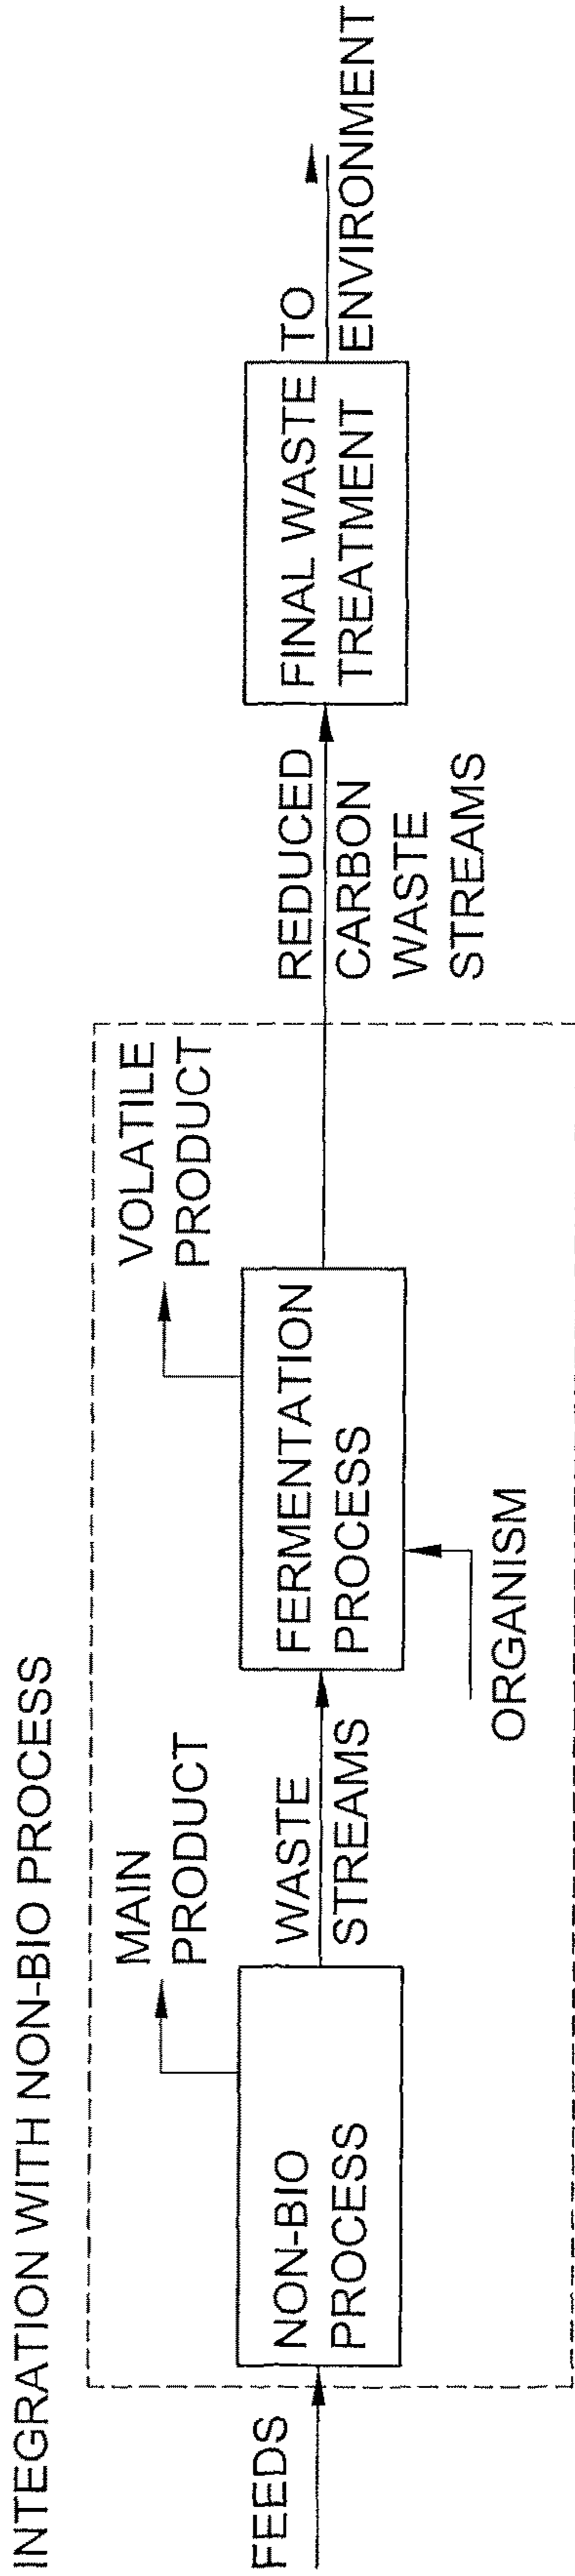 INTEGRATION WITH NON-BIO PROCESS
FEEDS
NON-BIO
PROCESS
MAIN
PRODUCT
WASTE
STREAMS
FERMENTATION
PROCESS
VOLATILE
PRODUCT
ORGANISM
REDUCED
CARBON
WASTE
STREAMS
FINAL WASTE
TREATMENT
TO
ENVIRONMENT